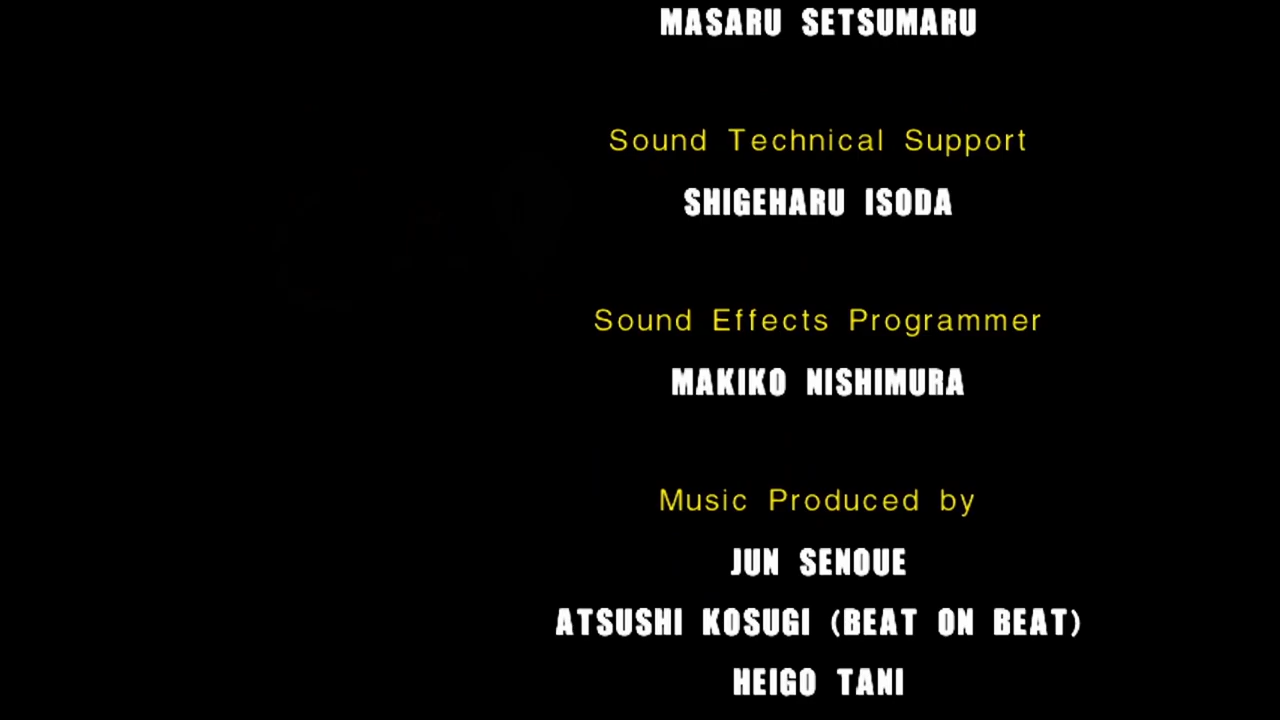 MASARU SETSUMARU
Sound Technical Support
SHIGEHARU ISODA
Sound Effects Programmer
MAKIKO NISHIMURA
Music Produced by
JUN SENOUE
ATSUSHI KOSUGI (BEAT ON BEAT)
HEIGO TANI